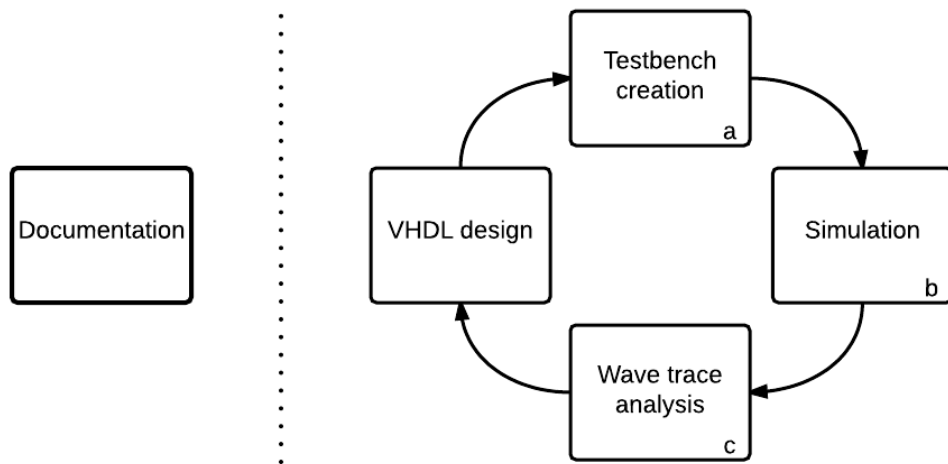 Documentation
Testbench
creation
a
VHDL design
Simulation
b
Wave trace
analysis
c